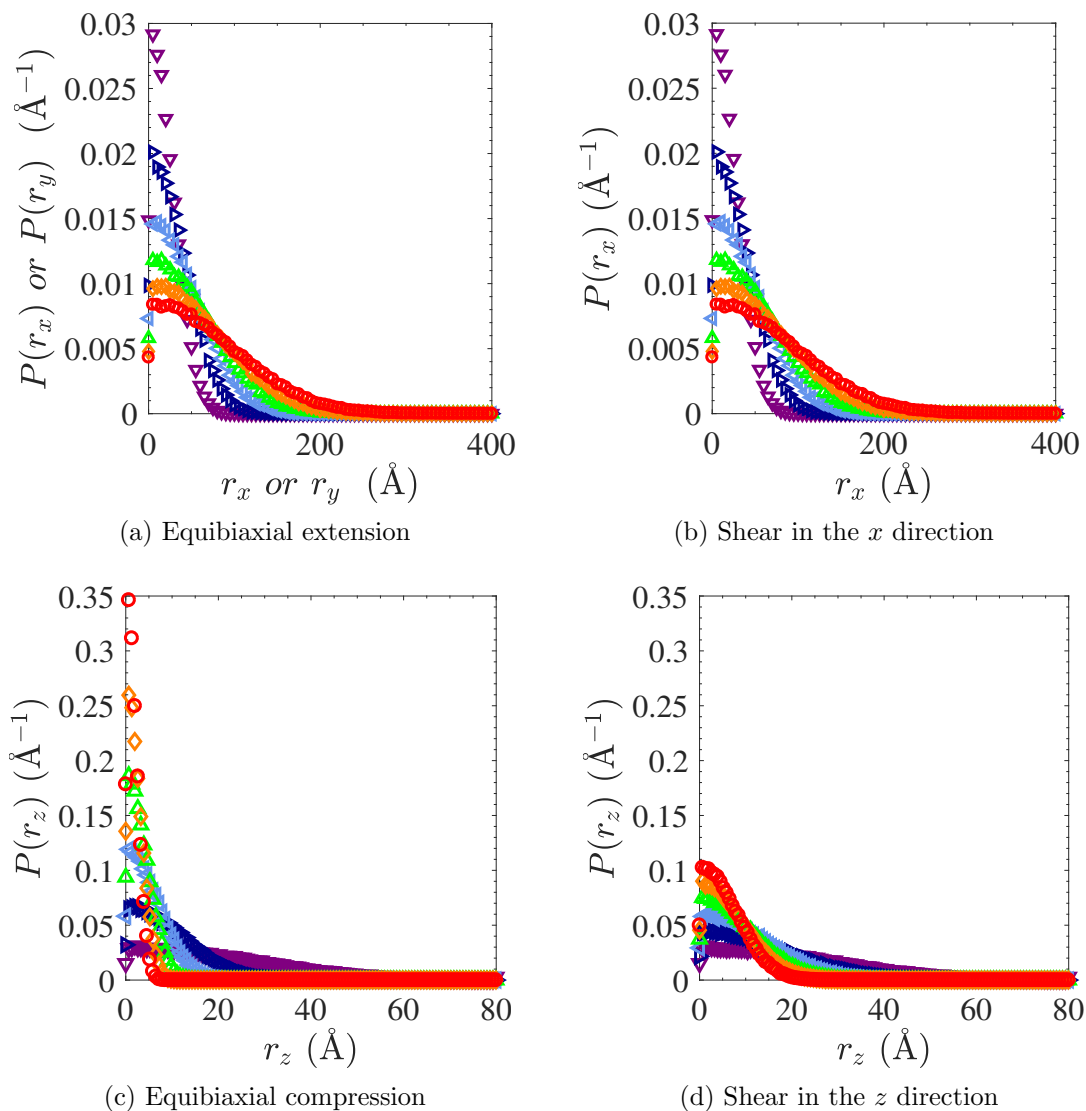 P(r_x) or P(r_y) (Å⁻¹)
0.03
0.025
0.02
0.015
0.01
0.005
0
0 200 400
r_x or r_y (Å)
(a) Equibiaxial extension
P(r_x) (Å⁻¹)
0.03
0.025
0.02
0.015
0.01
0.005
0
0 200 400
r_x (Å)
(b) Shear in the x direction
P(r_z) (Å⁻¹)
0.35
0.3
0.25
0.2
0.15
0.1
0.05
0
0 20 40 60 80
r_z (Å)
(c) Equibiaxial compression
P(r_z) (Å⁻¹)
0.35
0.3
0.25
0.2
0.15
0.1
0.05
0
0 20 40 60 80
r_z (Å)
(d) Shear in the z direction